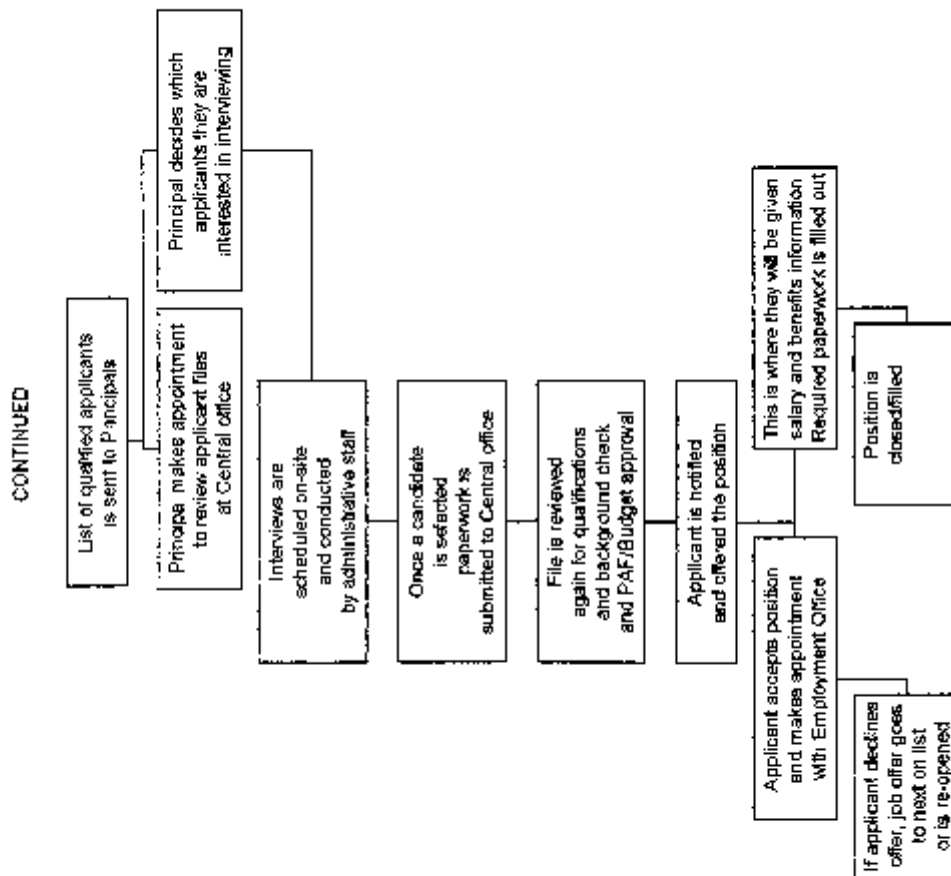 CONTINUED
List of qualified applicants
is sent to Principals
Principal makes appointment
to review applicant files
at Central office
Principal decides which
applicants they are
interested in interviewing
Interviews are
scheduled on-site
and conducted
by administrative staff
Once a candidate
is selected
paperwork is
submitted to Central office
File is reviewed
again for qualifications
and background check
and PAF/Budget approval
Applicant is notified
and offered the position
Applicant accepts position
and makes appointment
with Employment Office
This is where they will be given
salary and benefits information
Required paperwork is filled out
If applicant declines
offer, job offer goes
to next on list
or is re-opened
Position is
closed/filled